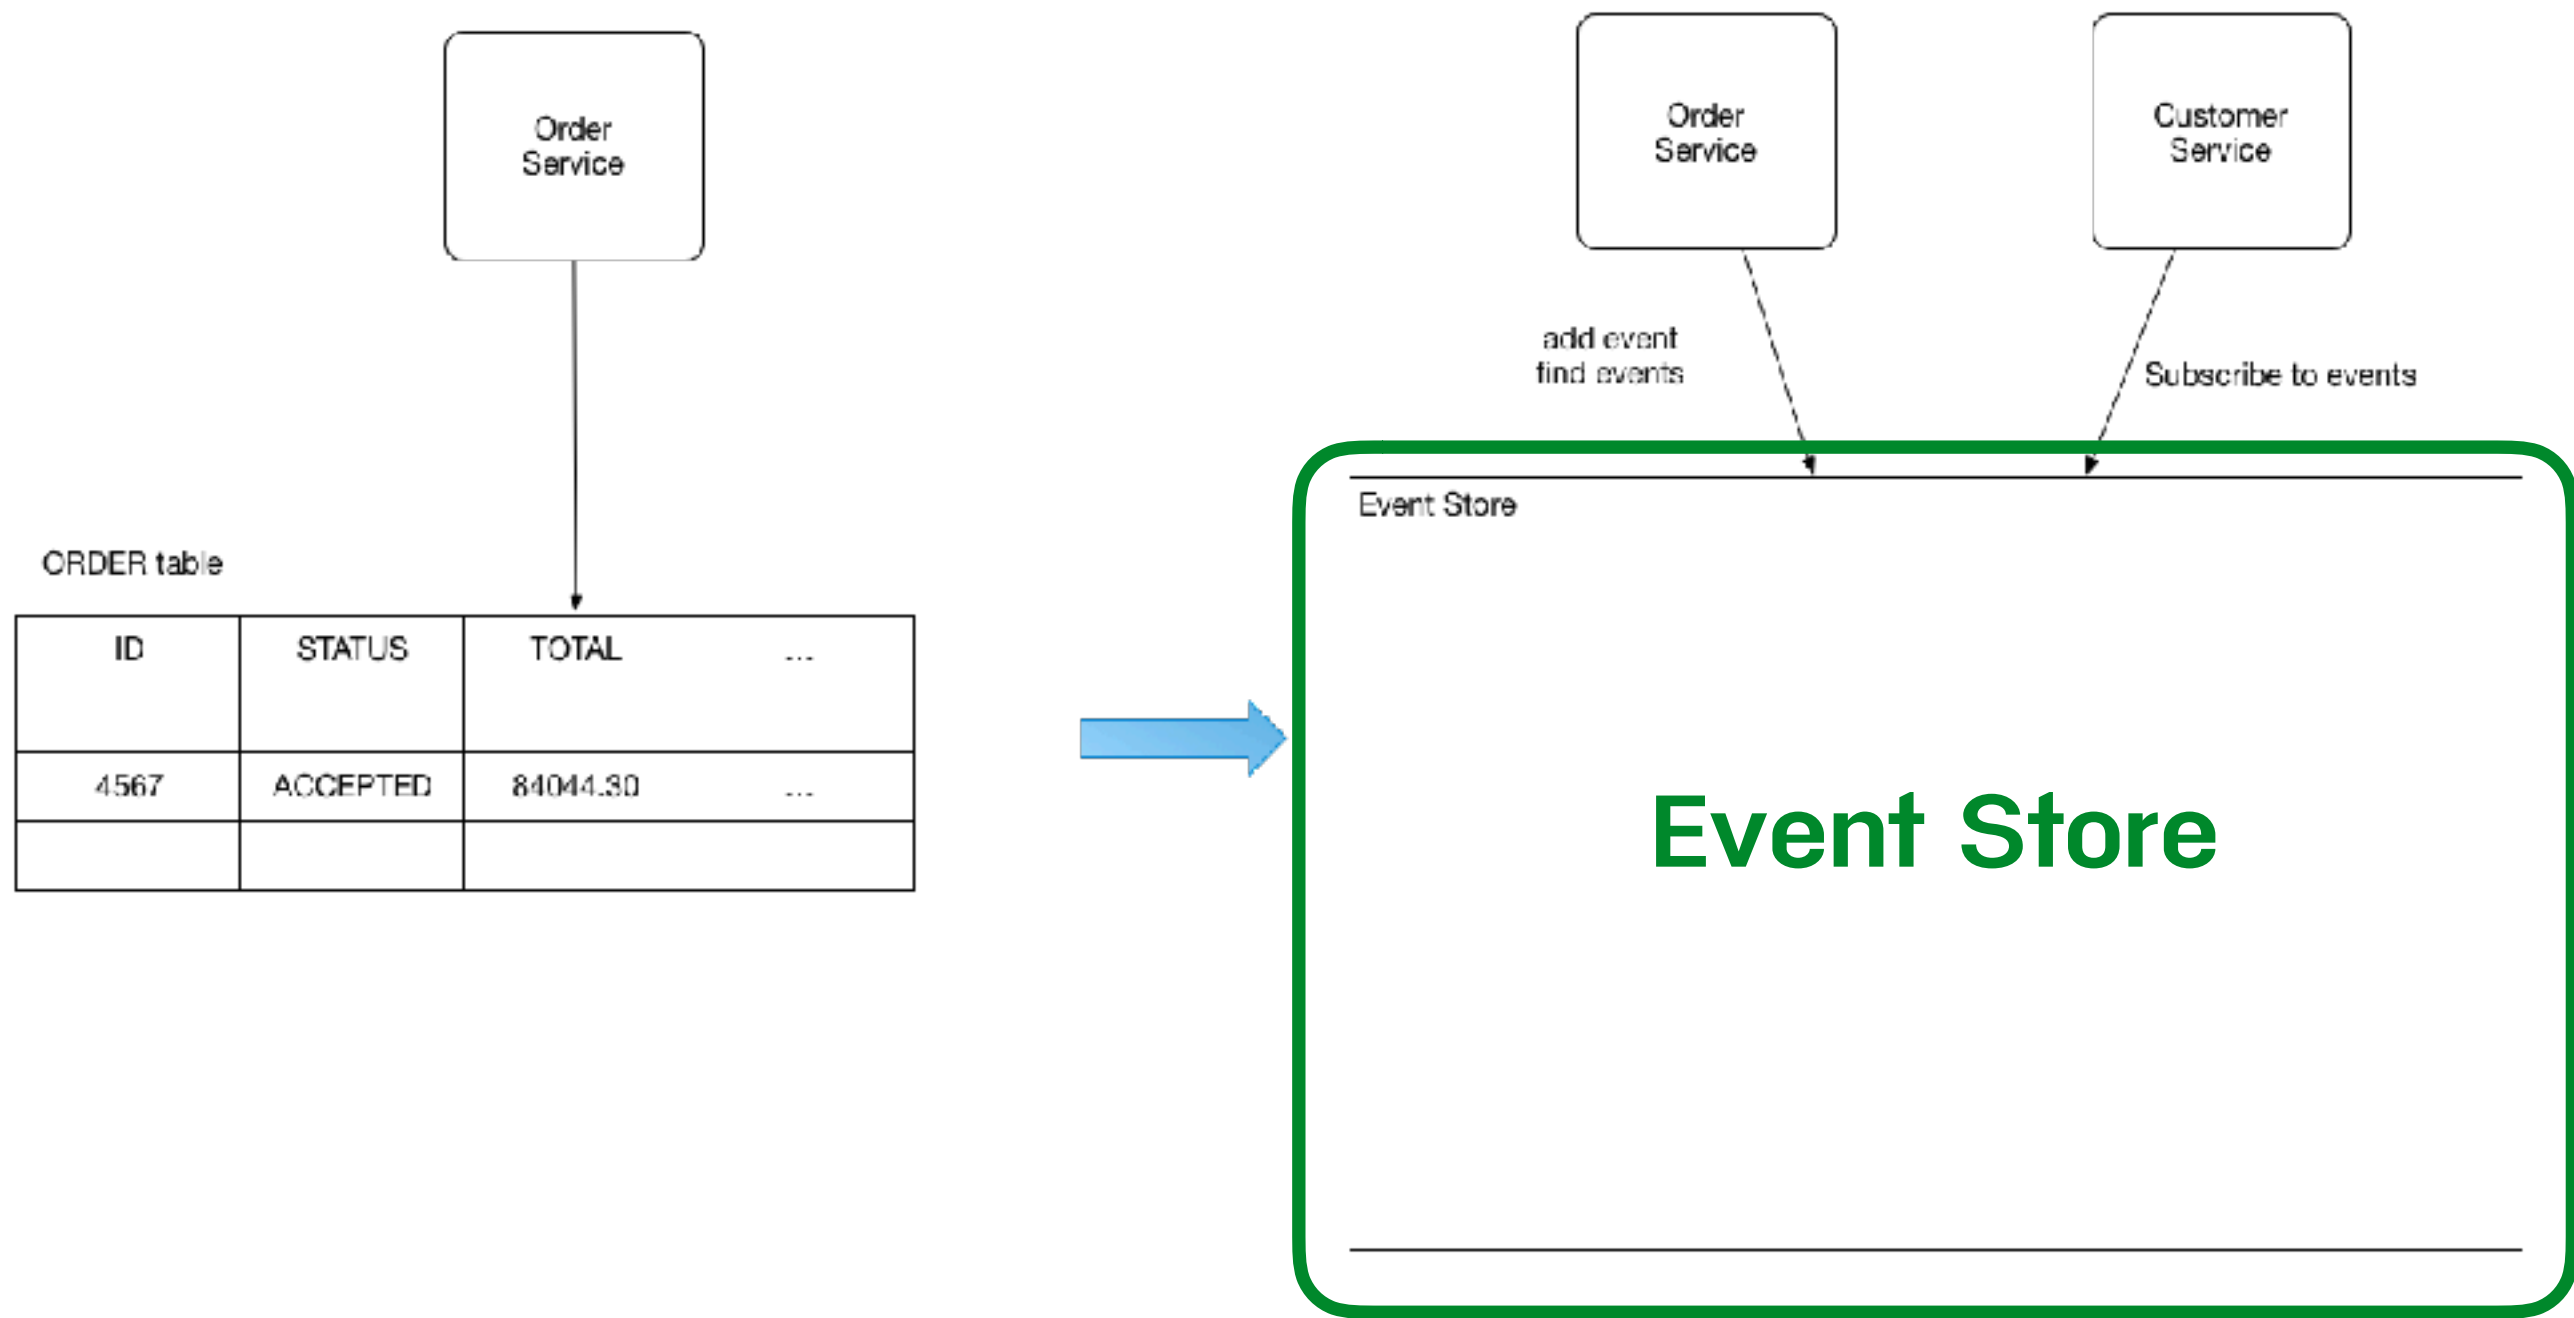 Order
Service
ORDER table
ID STATUS TOTAL ...
4567 ACCEPTED 84044.30 ...
Order
Service
Customer
Service
add event
find events
Subscribe to events
Event Store
Event Store